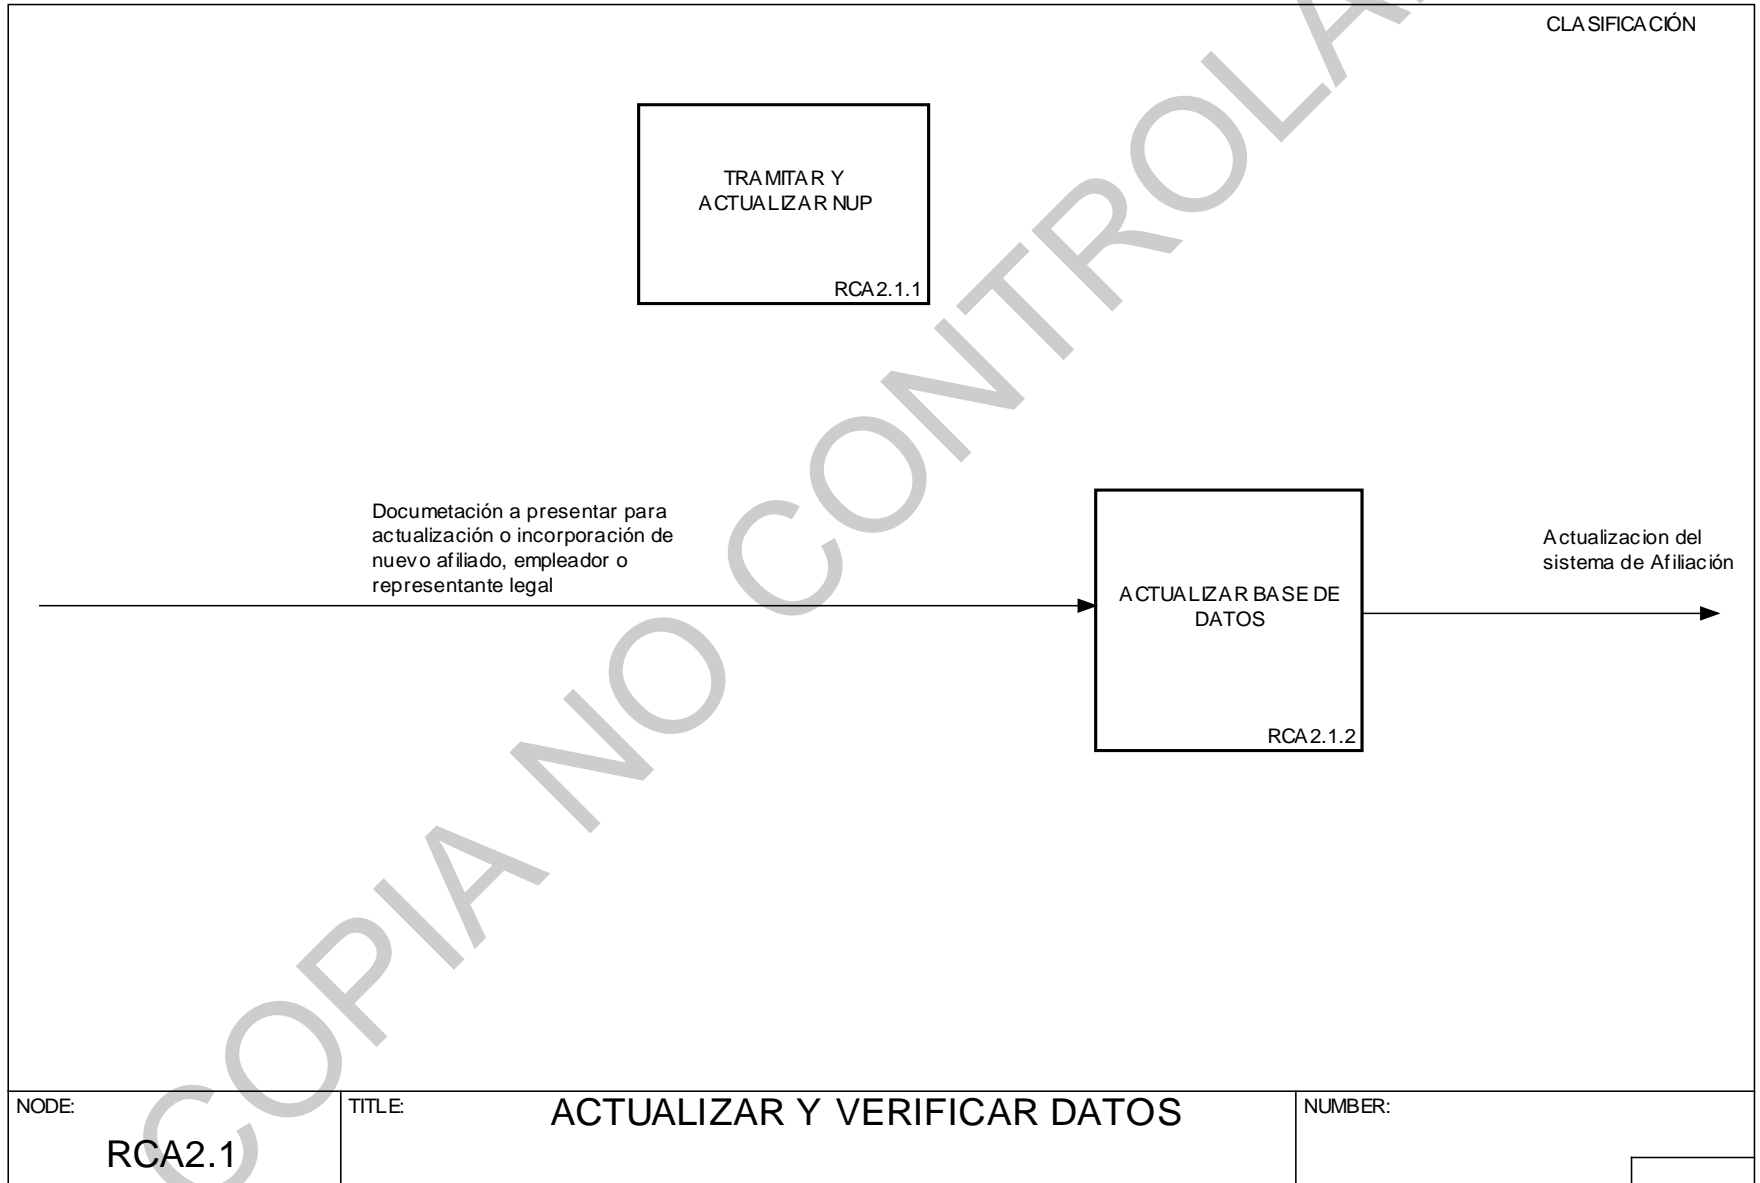 CLASIFICACIÓN
TRAMITAR Y
ACTUALIZAR NUP
RCA2.1.1
Documetación a presentar para
actualización o incorporación de
nuevo afiliado, empleador o
representante legal
Actualizacion del
sistema de Afiliación
ACTUALIZAR BASE DE
DATOS
RCA2.1.2
COPIA NO CONTROLA
NODE:
RCA2.1
TITLE:
ACTUALIZAR Y VERIFICAR DATOS
NUMBER: